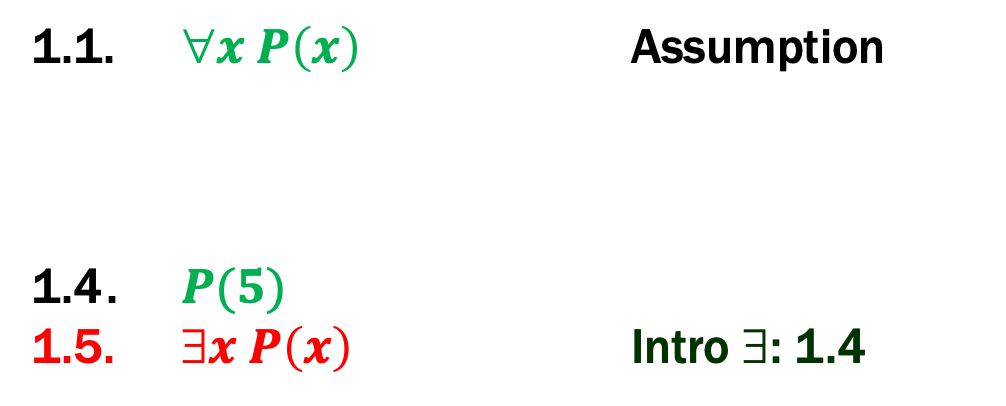 1.1. ∀x P(x) Assumption
1.4. P(5)
1.5. ∃x P(x) Intro ∃: 1.4